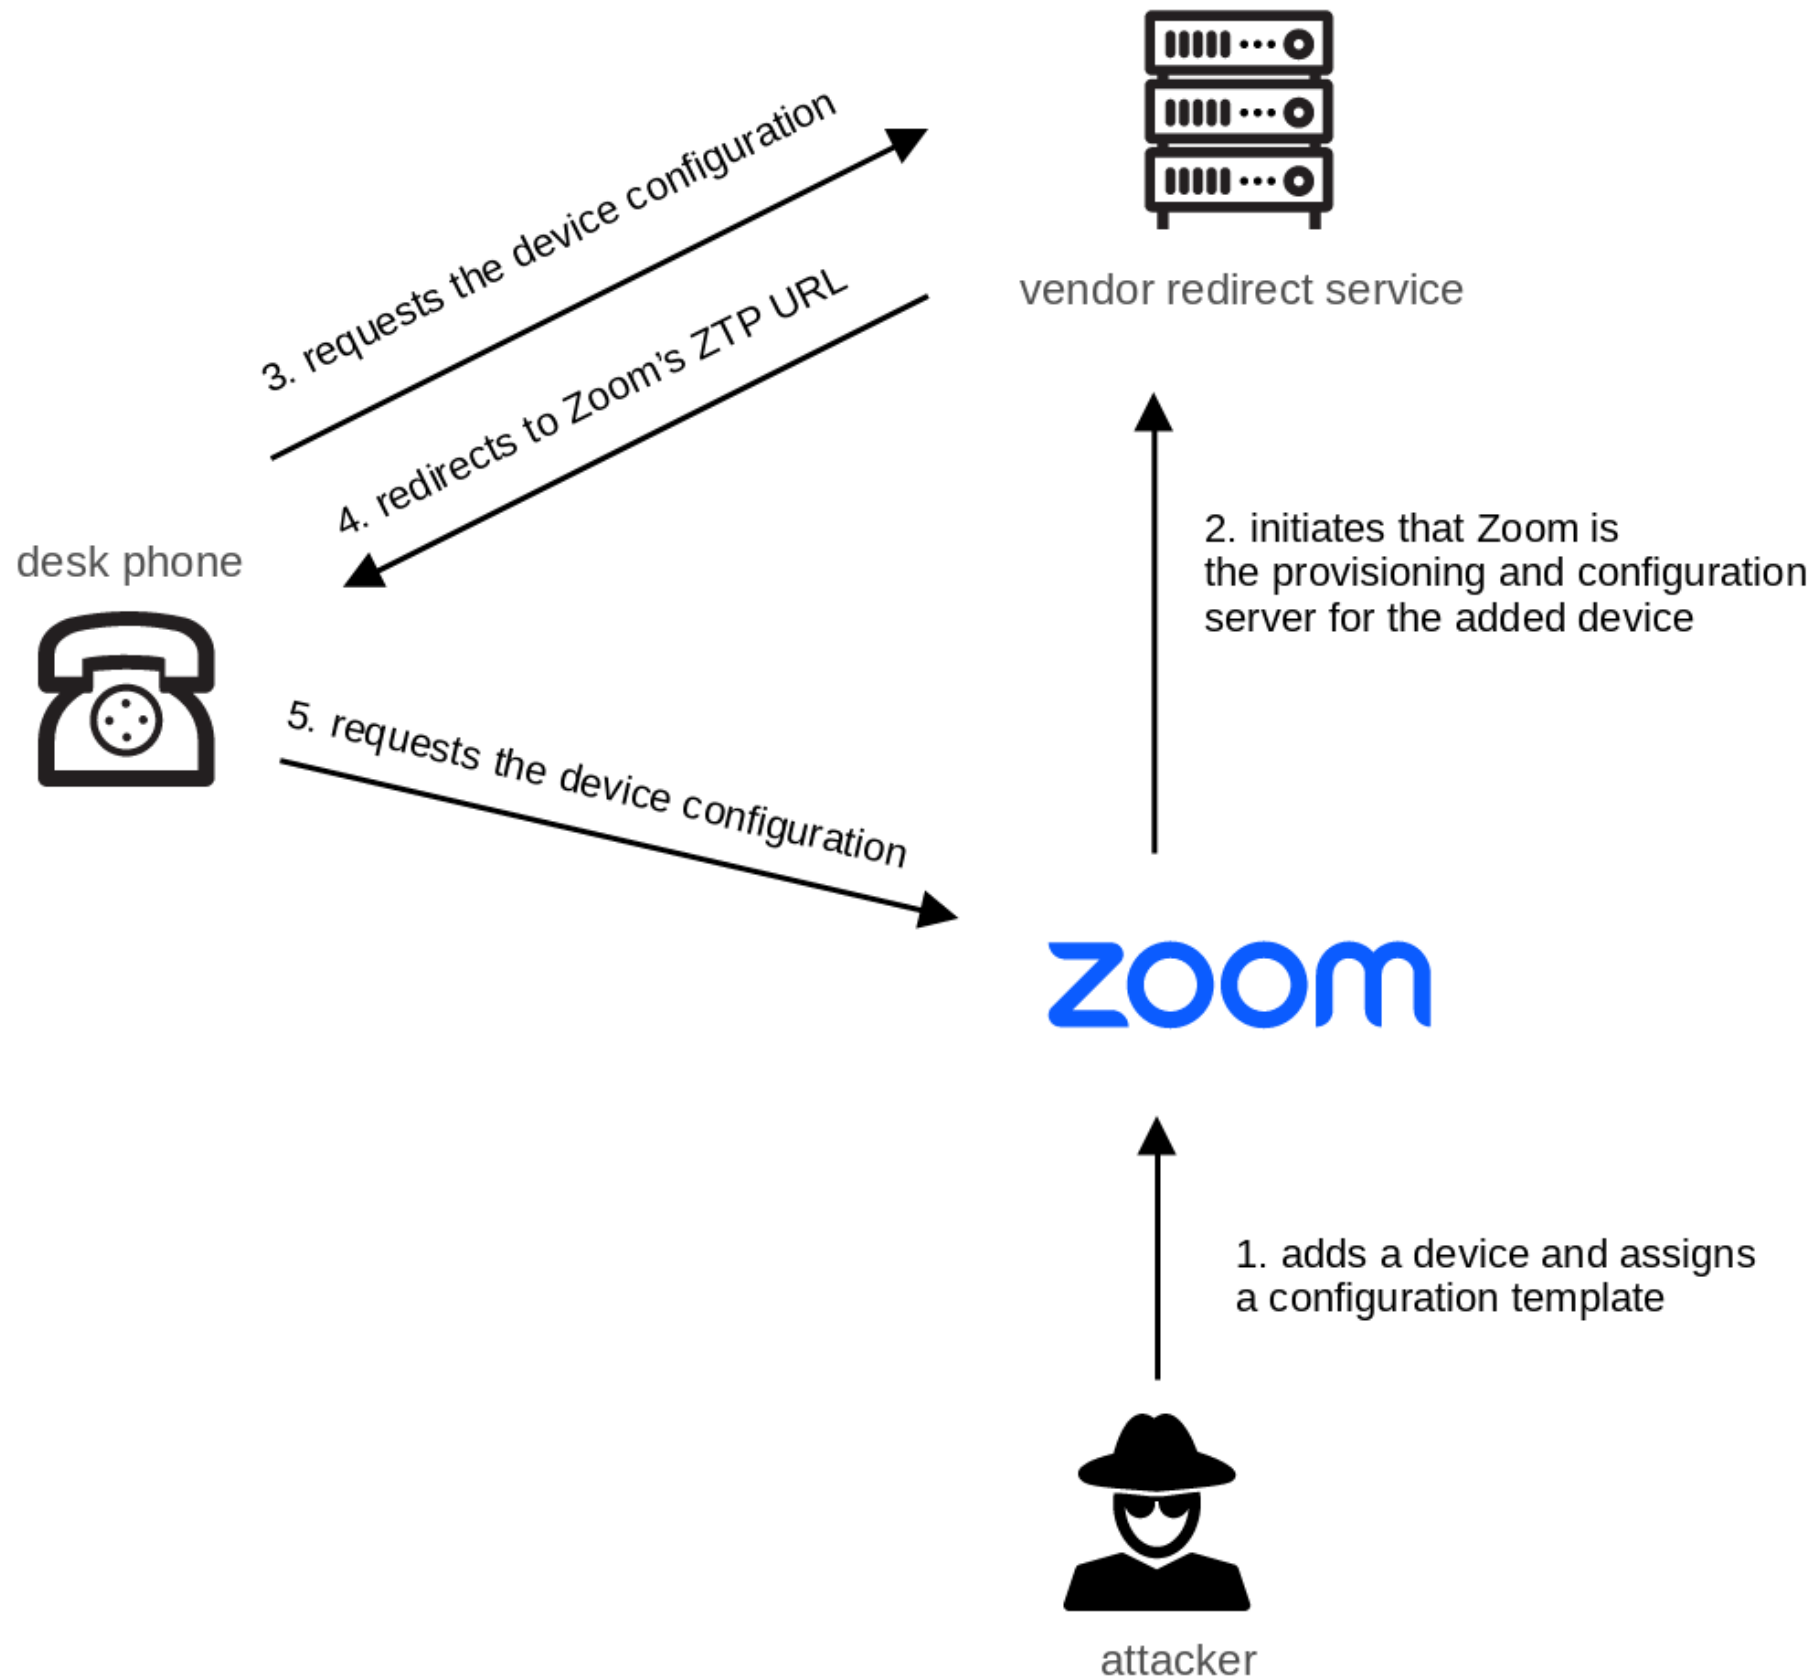 3. requests the device configuration
vendor redirect service
4. redirects to Zoom's ZTP URL
2. initiates that Zoom is
the provisioning and configuration
server for the added device
desk phone
5. requests the device configuration
zoom
1. adds a device and assigns
a configuration template
attacker